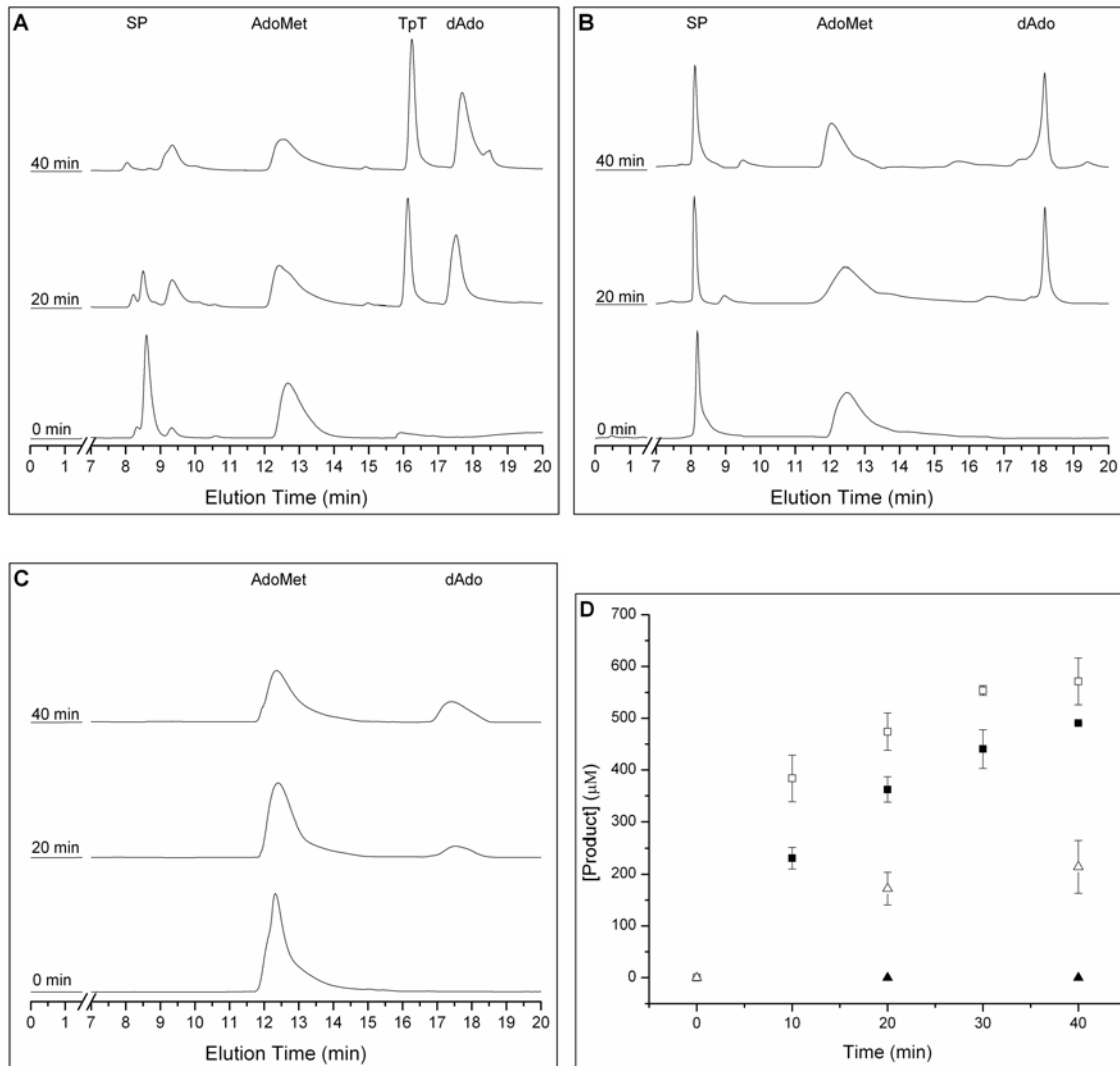 A
SP AdoMet TpT dAdo
40 min
20 min
0 min
0 1 7 8 9 10 11 12 13 14 15 16 17 18 19 20
Elution Time (min)
B
SP AdoMet dAdo
40 min
20 min
0 min
0 1 7 8 9 10 11 12 13 14 15 16 17 18 19 20
Elution Time (min)
C
AdoMet dAdo
40 min
20 min
0 min
0 1 7 8 9 10 11 12 13 14 15 16 17 18 19 20
Elution Time (min)
D
700
600
500
400
300
200
100
0
[Product] (μM)
0 10 20 30 40
Time (min)